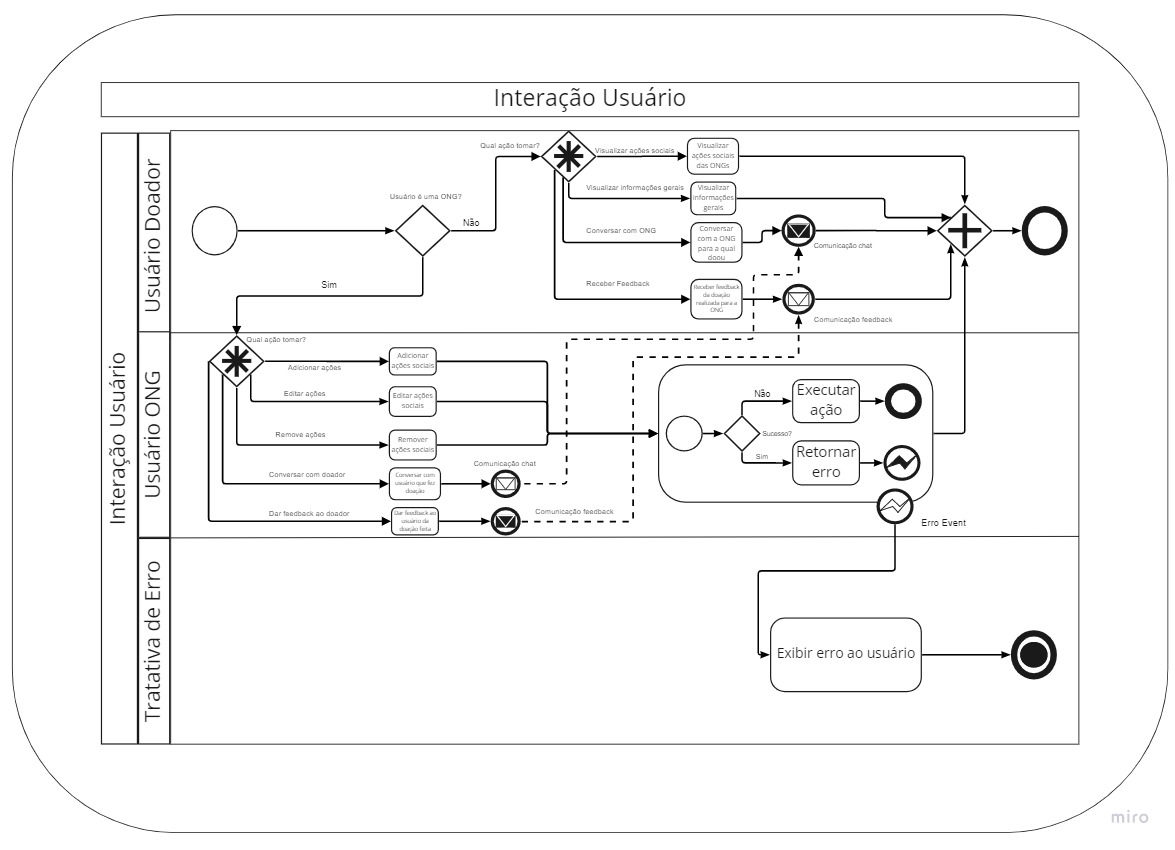 Interação Usuário
Interação Usuário
Usuário Doador
Usuário é uma ONG?
Não
Sim
Qual ação tomar?
Visualizar ações sociais
Visualizar
ações sociais
das ONGs
Visualizar informações gerais
Visualizar
informações
gerais
Conversar com ONG
Conversar
com a ONG
para a qual
doou
Comunicação chat
Receber Feedback
Receber feedback
da doação
realizada para a
ONG
Comunicação feedback
Usuário ONG
Qual ação tomar?
Adicionar ações
Adicionar
ações sociais
Editar ações
Editar ações
sociais
Remove ações
Remover
ações sociais
Conversar com doador
Conversar com
usuário que fez
doação
Comunicação chat
Dar feedback ao doador
Dar feedback ao
usuário da
doação feita
Comunicação feedback
Sucesso?
Não
Executar
ação
Sim
Retornar
erro
Erro Event
Tratativa de Erro
Exibir erro ao usuário
miro